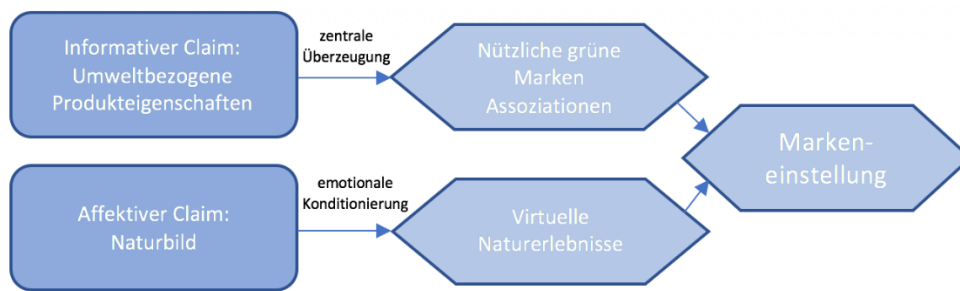 Informativer Claim:
Umweltbezogene
Produkteigenschaften
zentrale
Überzeugung
Nützliche grüne
Marken
Assoziationen
Marken-
einstellung
Affektiver Claim:
Naturbild
emotionale
Konditionierung
Virtuelle
Naturerlebnisse